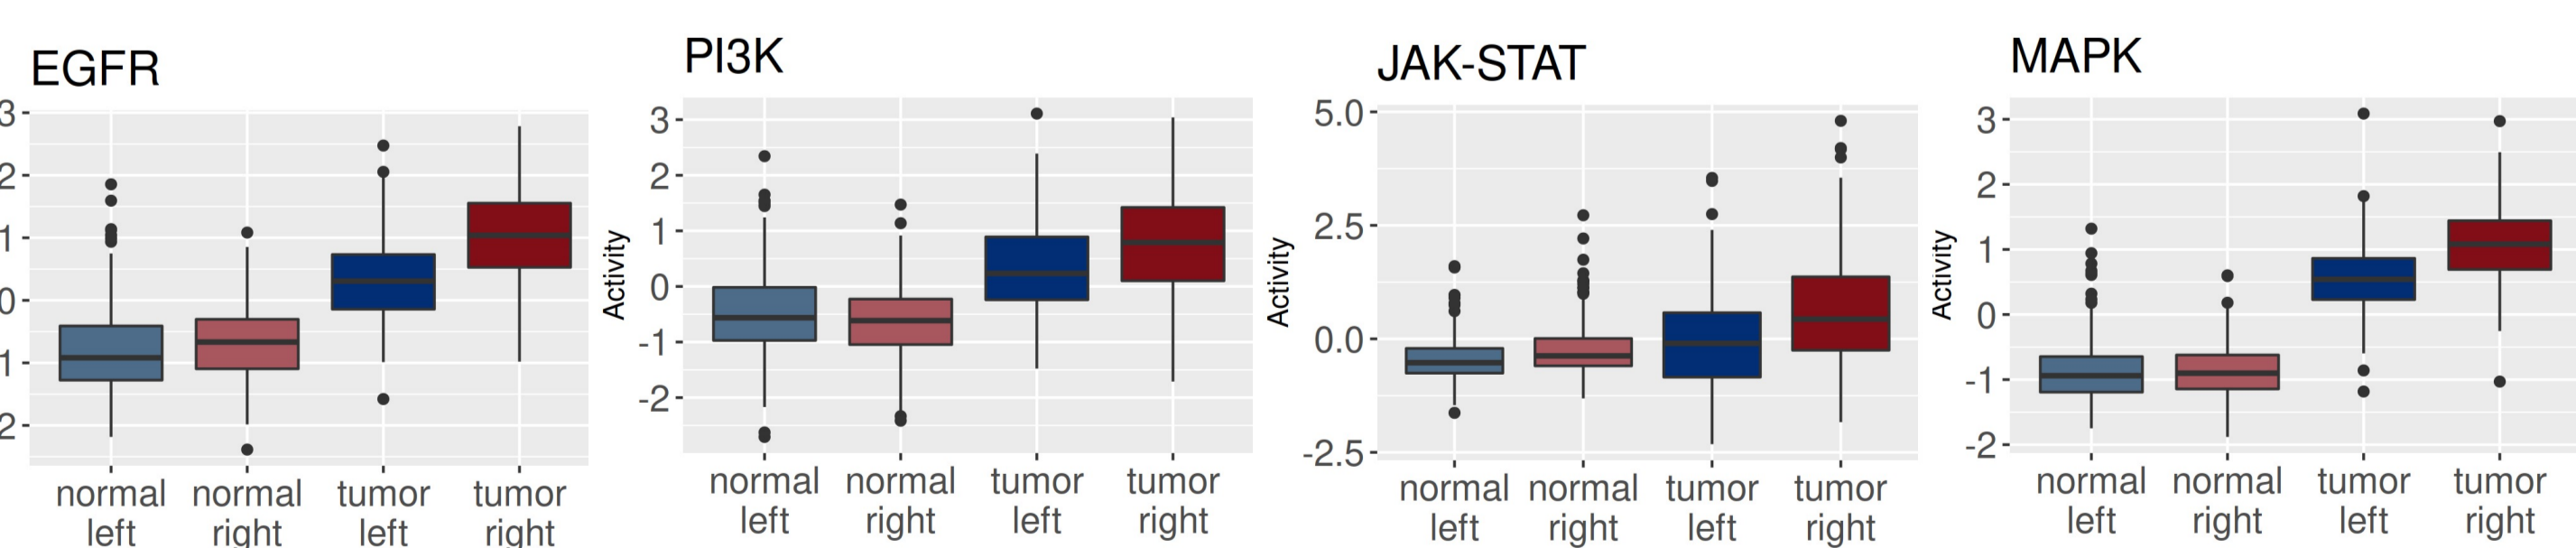 EGFR
3
2
1
0
1
2
normal normal tumor tumor
left right left right
PI3K
Activity
3
2
1
0
-1
-2
normal normal tumor tumor
left right left right
JAK-STAT
Activity
5.0
2.5
0.0
-2.5
normal normal tumor tumor
left right left right
MAPK
Activity
3
2
1
0
-1
-2
normal normal tumor tumor
left right left right